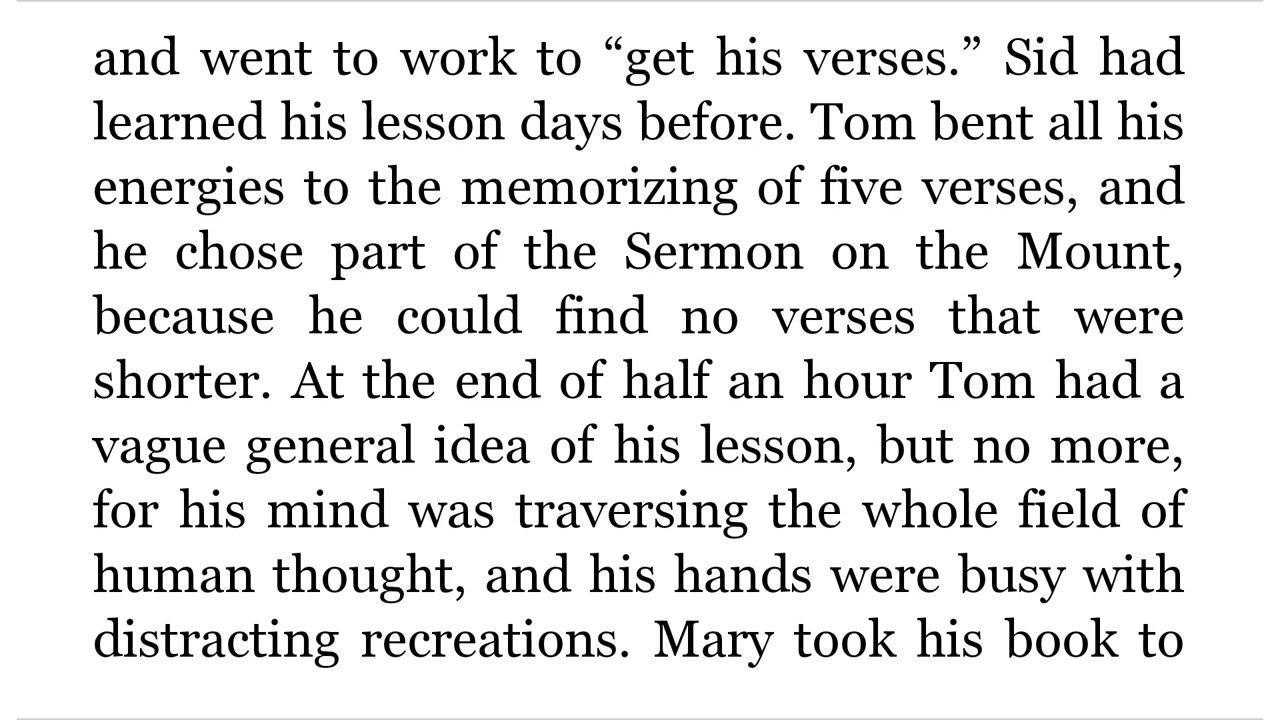 and went to work to “get his verses.” Sid had
learned his lesson days before. Tom bent all his
energies to the memorizing of five verses, and
he chose part of the Sermon on the Mount,
because he could find no verses that were
shorter. At the end of half an hour Tom had a
vague general idea of his lesson, but no more,
for his mind was traversing the whole field of
human thought, and his hands were busy with
distracting recreations. Mary took his book to